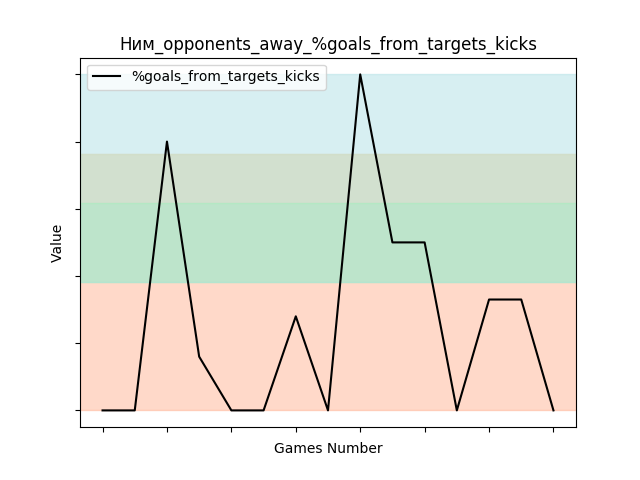 Ним_opponents_away_%goals_from_targets_kicks
%goals_from_targets_kicks
Value
Games Number